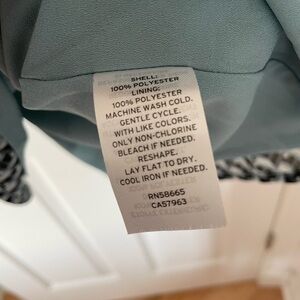 SHELL:
100% POLYESTER
LINING:
100% POLYESTER
MACHINE WASH COLD.
GENTLE CYCLE.
WITH LIKE COLORS.
ONLY NON-CHLORINE
BLEACH IF NEEDED.
RESHAPE.
LAY FLAT TO DRY.
COOL IRON IF NEEDED.
RN58665
CA57963